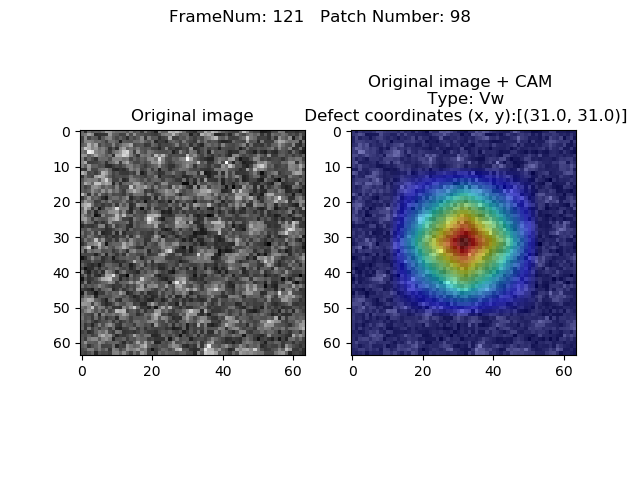 FrameNum: 121   Patch Number: 98
Original image
Original image + CAM
Type: Vw
Defect coordinates (x, y):[(31.0, 31.0)]
0
10
20
30
40
50
60
0 20 40 60
0
10
20
30
40
50
60
0 20 40 60